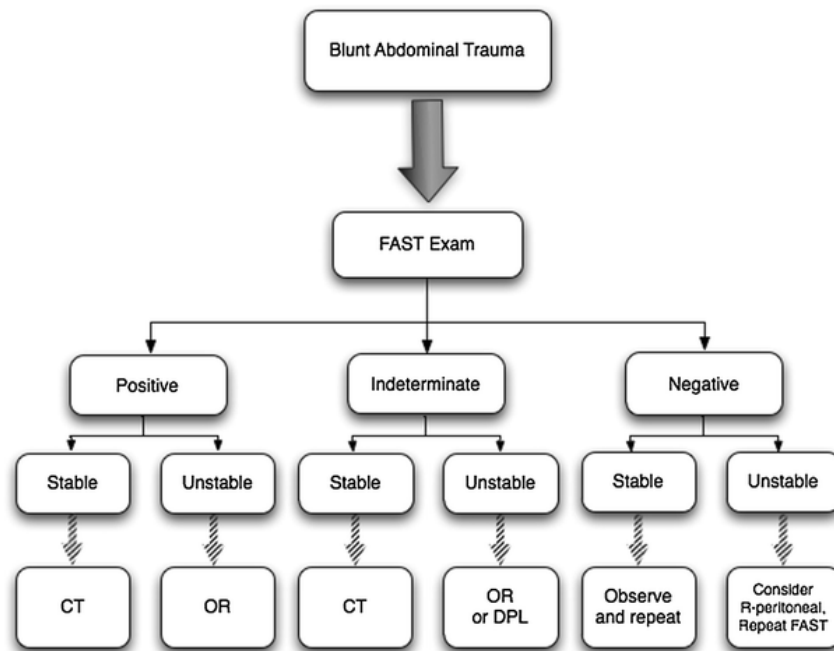 Blunt Abdominal Trauma
FAST Exam
Positive
Indeterminate
Negative
Stable
Unstable
Stable
Unstable
Stable
Unstable
CT
OR
CT
OR
or DPL
Observe
and repeat
Consider
R-peritoneal,
Repeat FAST